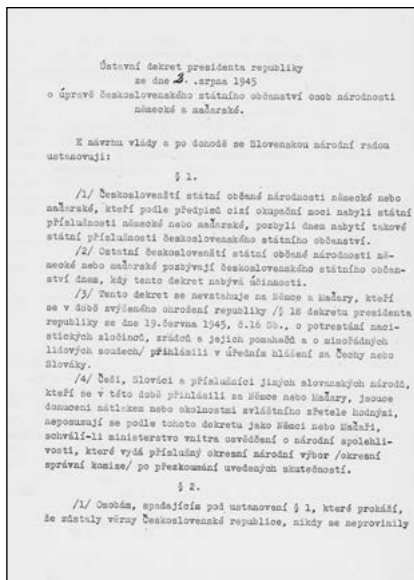 Ústavní dekret presidenta republiky
ze dne 2. srpna 1945
o úpravě československého státního občanství osob národnosti
německé a maďarské.
K návrhu vlády a po dohodě se Slovenskou národní radou
ustanovuji:
§ 1.
/1/ Českoslovenští státní občané národnosti německé nebo
maďarské, kteří podle předpisů cizí okupační moci nabyli státní
příslušnosti německé nebo maďarské, pozbyli dnem nabytí takové
státní příslušnosti československého státního občanství.
/2/ Ostatní českoslovenští státní občané národnosti ně-
mecké nebo maďarské pozbývají československého státního občan-
ství dnem, kdy tento dekret nabývá účinnosti.
/3/ Tento dekret se nevztahuje na Němce a Maďary, kteří
se v době zvýšeného ohrožení republiky /§ 18 dekretu presidenta
republiky ze dne 19.června 1945, č.16 Sb., o potrestání naci-
stických zločinců, zrádců a jejich pomahačů a o mimořádných
lidových soudech/ přihlásili v úředním hlášení za Čechy nebo
Slováky.
/4/ Češi, Slováci a příslušníci jiných slovanských národů,
kteří se v této době přihlásili za Němce nebo Maďary, jsouce
donuceni nátlakem nebo okolnostmi zvláštního zřetele hodnými,
neposuzují se podle tohoto dekretu jako Němci nebo Maďaři,
schválí-li ministerstvo vnitra osvědčení o národní spolehli-
vosti, které vydá příslušný okresní národní výbor /okresní
správní komise/ po přezkoumání uvedených skutečností.
§ 2.
/1/ Osobám, spadajícím pod ustanovení § 1, které prokáží,
že zůstaly věrny Československé republice, nikdy se neprovinily